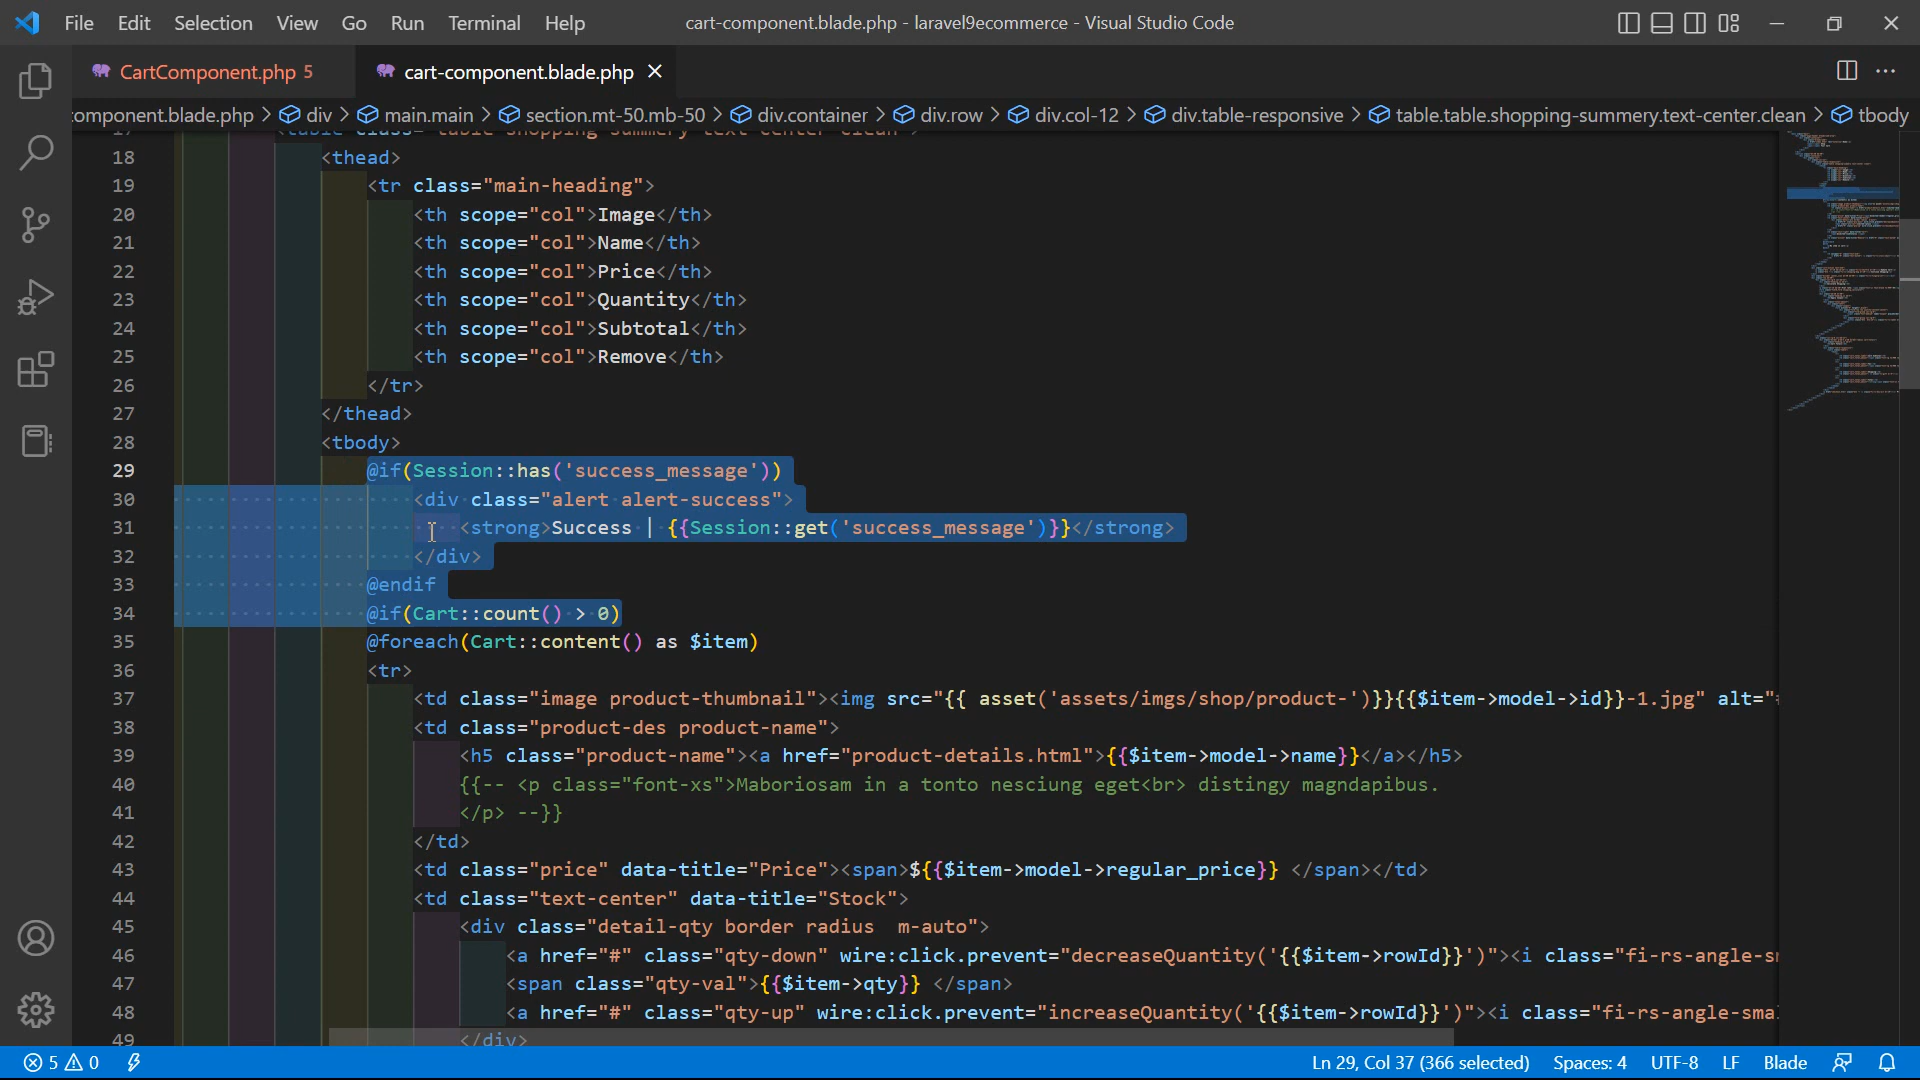 File Edit Selection View Go Run Terminal Help
cart-component.blade.php - laravel9ecommerce - Visual Studio Code
CartComponent.php 5
cart-component.blade.php
omponent.blade.php > div > main.main > section.mt-50.mb-50 > div.container > div.row > div.col-12 > div.table-responsive > table.table.shopping-summery.text-center.clean > tbody
17 <table class="table shopping-summery text-center clean">
18 <thead>
19 <tr class="main-heading">
20 <th scope="col">Image</th>
21 <th scope="col">Name</th>
22 <th scope="col">Price</th>
23 <th scope="col">Quantity</th>
24 <th scope="col">Subtotal</th>
25 <th scope="col">Remove</th>
26 </tr>
27 </thead>
28 <tbody>
29 @if(Session::has('success_message'))
30 <div class="alert alert-success">
31 <strong>Success | {{Session::get('success_message')}}</strong>
32 </div>
33 @endif
34 @if(Cart::count() > 0)
35 @foreach(Cart::content() as $item)
36 <tr>
37 <td class="image product-thumbnail"><img src="{{ asset('assets/imgs/shop/product-')}}{{$item->model->id}}-1.jpg" alt="
38 <td class="product-des product-name">
39 <h5 class="product-name"><a href="product-details.html">{{$item->model->name}}</a></h5>
40 {{-- <p class="font-xs">Maboriosam in a tonto nesciung eget<br> distingy magndapibus.
41 </p> --}}
42 </td>
43 <td class="price" data-title="Price"><span>${{$item->model->regular_price}} </span></td>
44 <td class="text-center" data-title="Stock">
45 <div class="detail-qty border radius  m-auto">
46 <a href="#" class="qty-down" wire:click.prevent="decreaseQuantity('{{$item->rowId}}')"><i class="fi-rs-angle-sm
47 <span class="qty-val">{{$item->qty}} </span>
48 <a href="#" class="qty-up" wire:click.prevent="increaseQuantity('{{$item->rowId}}')"><i class="fi-rs-angle-sma
49 </div>
5 0
Ln 29, Col 37 (366 selected) Spaces: 4 UTF-8 LF Blade